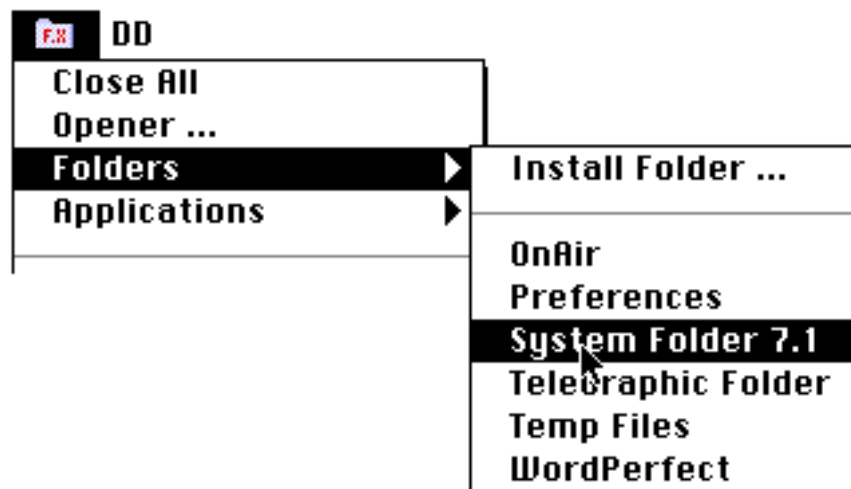 F.X DD
Close All
Opener ...
Folders
Applications
Install Folder ...
OnAir
Preferences
System Folder 7.1
Telegraphic Folder
Temp Files
WordPerfect